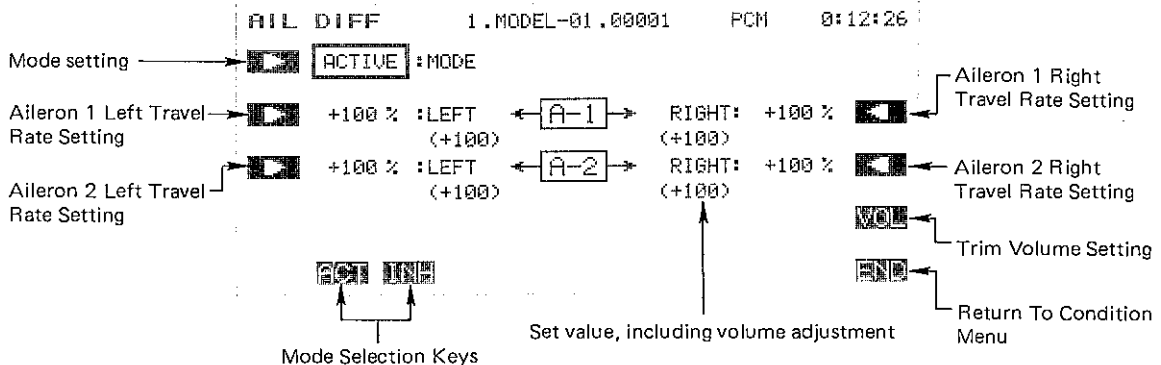 AIL DIFF 1.MODEL-01.00001 PCM 0:12:26
Mode setting ACTIVE :MODE
Aileron 1 Right
Travel Rate Setting
Aileron 1 Left Travel
Rate Setting
+100 % :LEFT A-1 RIGHT: +100 %
(+100) (+100)
Aileron 2 Left Travel
Rate Setting
+100 % :LEFT A-2 RIGHT: +100 %
(+100) (+100)
Aileron 2 Right
Travel Rate Setting
VOL
Trim Volume Setting
ACT INH
END
Return To Condition
Menu
Set value, including volume adjustment
Mode Selection Keys